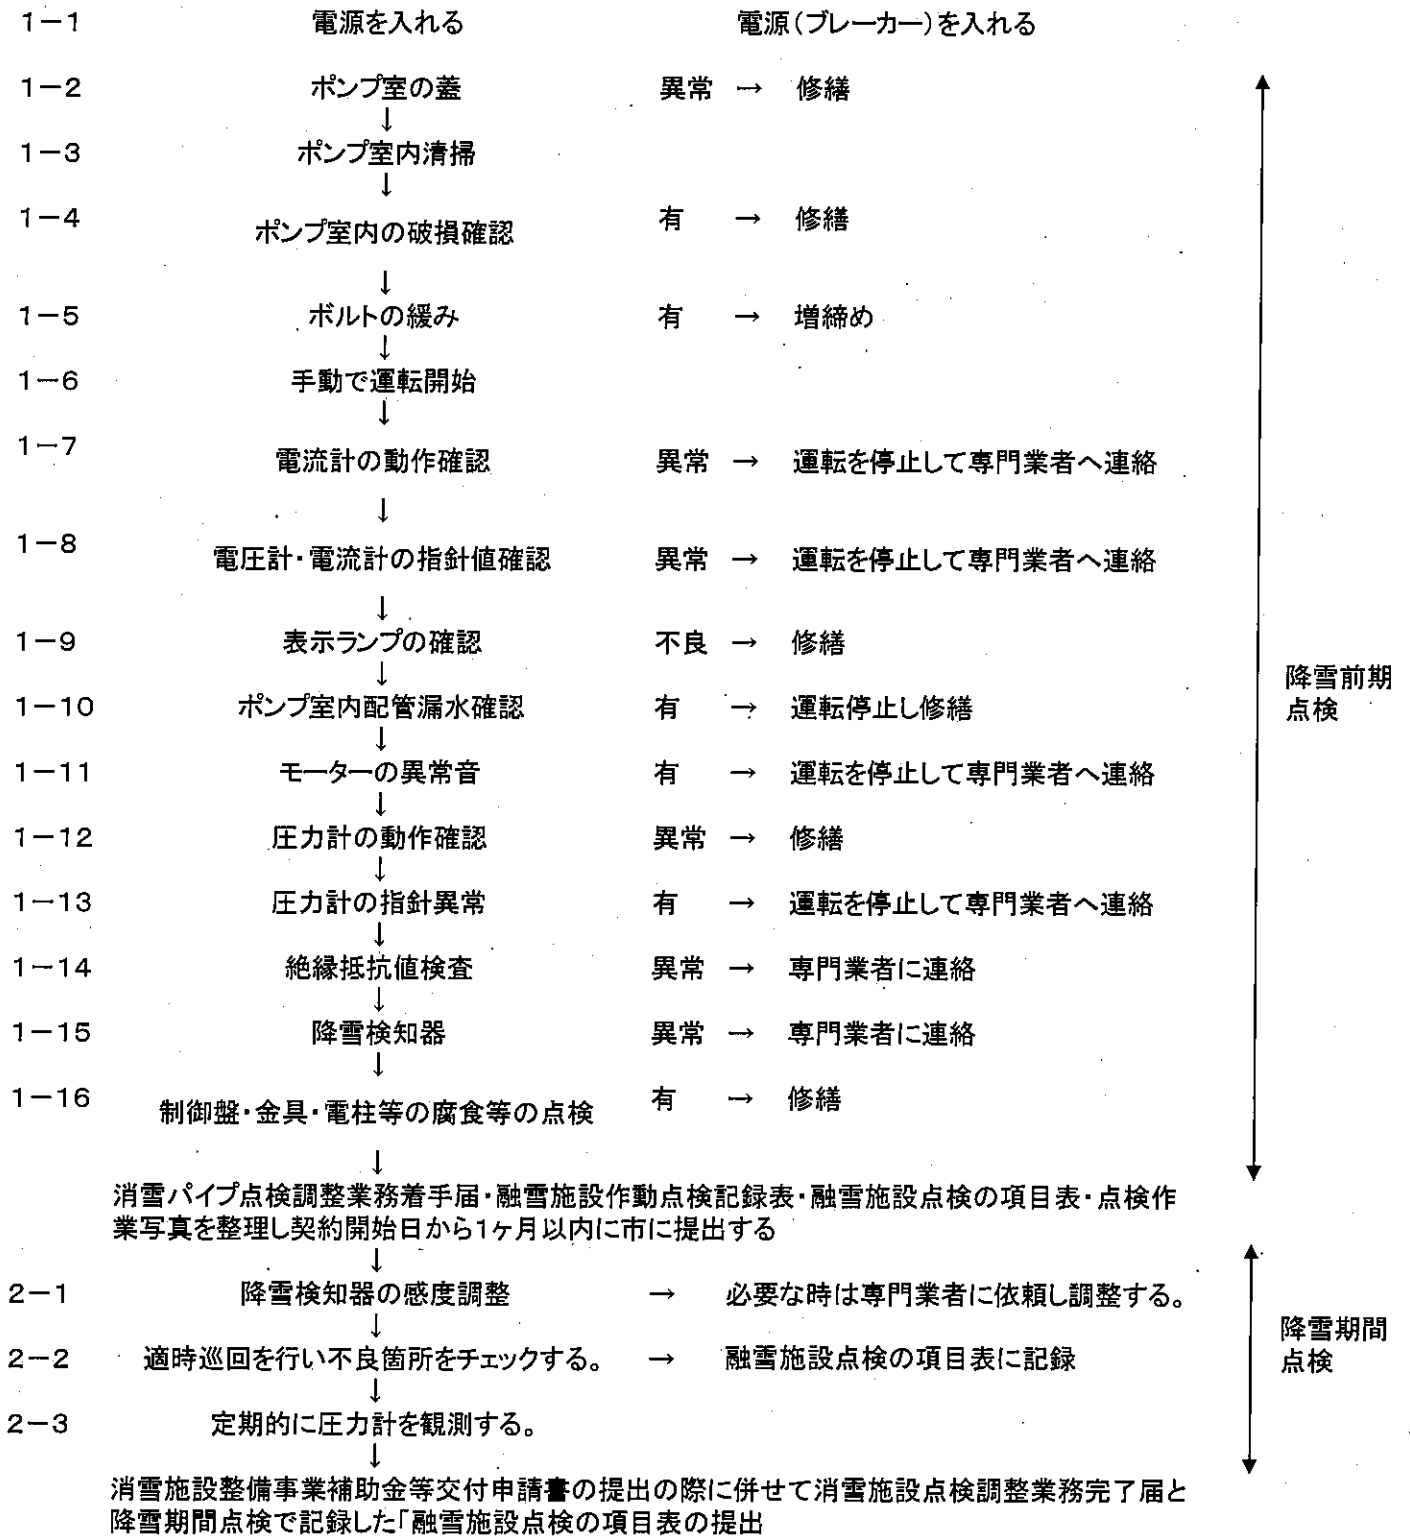 1－1 電源を入れる 電源(ブレーカー)を入れる
1－2 ポンプ室の蓋 異常 → 修繕
↓
1－3 ポンプ室内清掃
↓
1－4 ポンプ室内の破損確認 有 → 修繕
↓
1－5 ボルトの緩み 有 → 増締め
↓
1－6 手動で運転開始
↓
1－7 電流計の動作確認 異常 → 運転を停止して専門業者へ連絡
↓
1－8 電圧計・電流計の指針値確認 異常 → 運転を停止して専門業者へ連絡
↓
1－9 表示ランプの確認 不良 → 修繕
↓
1－10 ポンプ室内配管漏水確認 有 → 運転停止し修繕
↓
1－11 モーターの異常音 有 → 運転を停止して専門業者へ連絡
↓
1－12 圧力計の動作確認 異常 → 修繕
↓
1－13 圧力計の指針異常 有 → 運転を停止して専門業者へ連絡
↓
1－14 絶縁抵抗値検査 異常 → 専門業者に連絡
↓
1－15 降雪検知器 異常 → 専門業者に連絡
↓
1－16 制御盤・金具・電柱等の腐食等の点検 有 → 修繕
↓
降雪前期
点検
消雪パイプ点検調整業務着手届・融雪施設作動点検記録表・融雪施設点検の項目表・点検作
業写真を整理し契約開始日から1ヶ月以内に市に提出する
↓
2－1 降雪検知器の感度調整 → 必要な時は専門業者に依頼し調整する。
↓
2－2 適時巡回を行い不良箇所をチェックする。 → 融雪施設点検の項目表に記録
↓
2－3 定期的に圧力計を観測する。
↓
降雪期間
点検
消雪施設整備事業補助金等交付申請書の提出の際に併せて消雪施設点検調整業務完了届と
降雪期間点検で記録した「融雪施設点検の項目表の提出